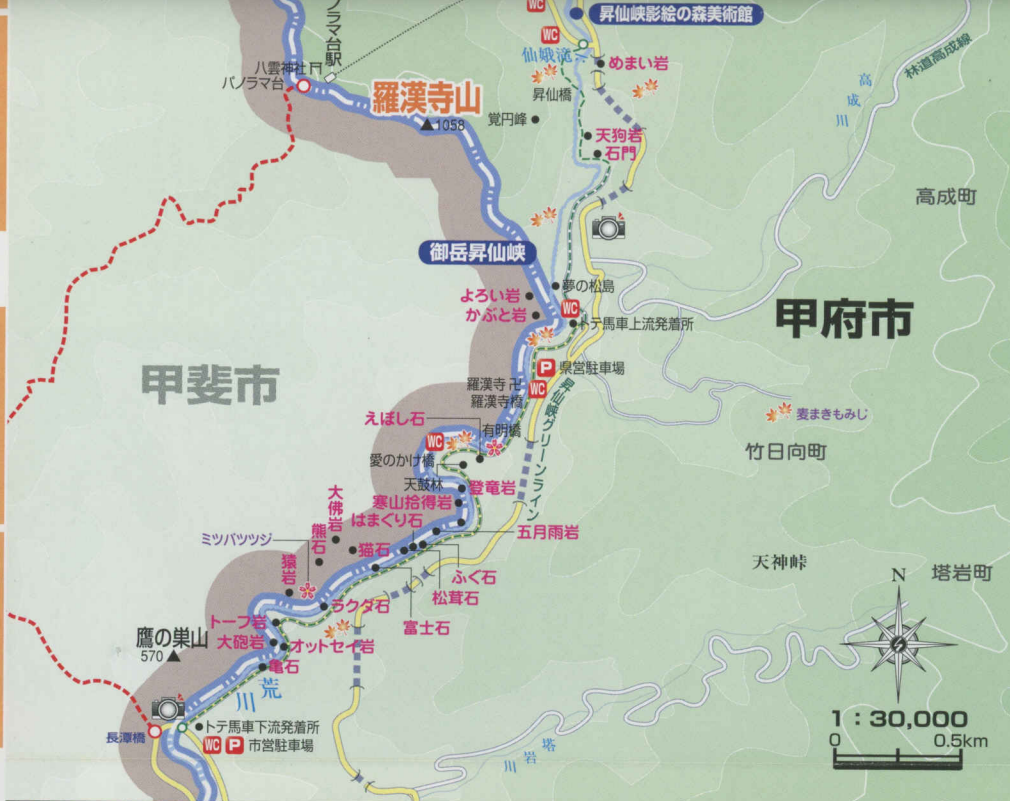 昇仙峡影絵の森美術館
WC
WC
仙娥滝
めまい岩
ノラマ台駅
八雲神社
パノラマ台
羅漢寺山
1058
昇仙橋
覚円峰
天狗岩
石門
高成川
林道高成線
高成町
御岳昇仙峡
夢の松島
よろい岩
かぶと岩
WC
トテ馬車上流発着所
甲府市
甲斐市
P
県営駐車場
羅漢寺卍
羅漢寺橋
WC
昇仙峡グリーンライン
えぼし石
有明橋
WC
麦まきもみじ
竹日向町
愛のかけ橋
天鼓林
登竜岩
寒山拾得岩
はまぐり石
大佛岩
熊石
猫石
ミツバツツジ
猿岩
五月雨岩
ふぐ石
松茸石
富士石
ラクダ石
天神峠
塔岩町
N
トーフ岩
大砲岩
オットセイ岩
亀石
鷹の巣山
570
荒川
長潭橋
トテ馬車下流発着所
WC P 市営駐車場
塔岩川
1:30,000
0 0.5km